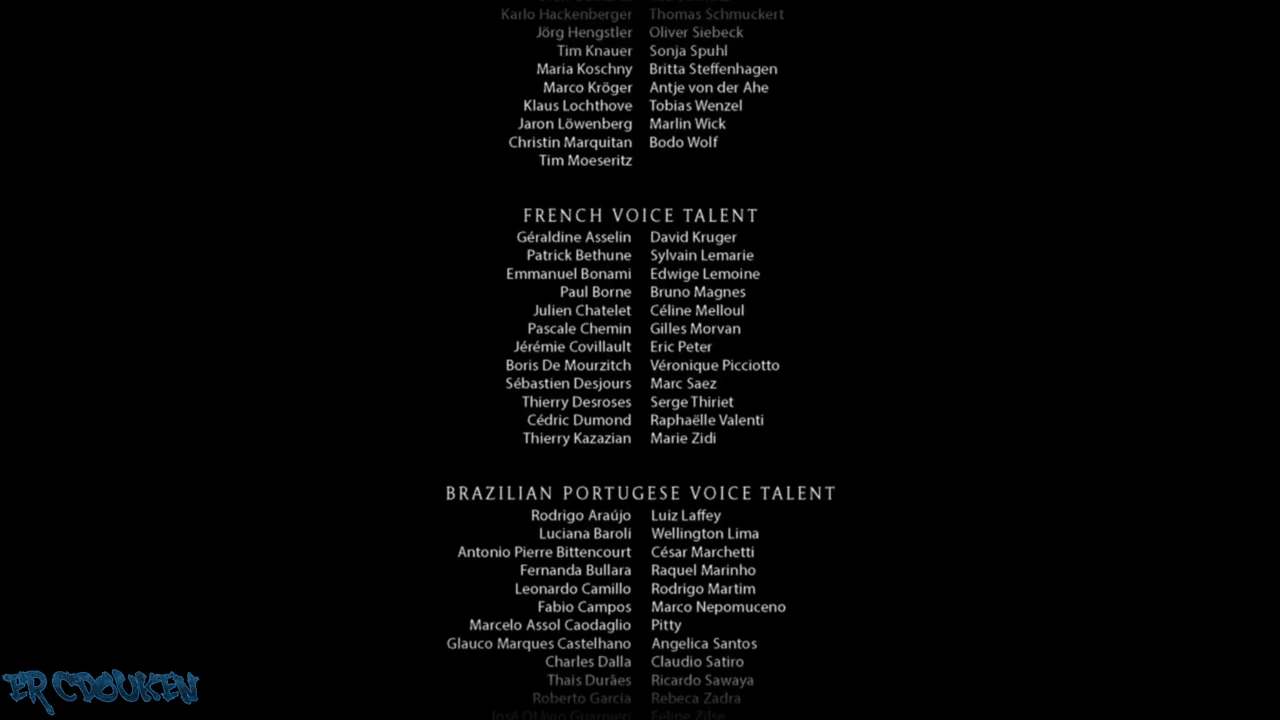 Karlo Hackenberger Thomas Schmuckert
Jörg Hengstler Oliver Siebeck
Tim Knauer Sonja Spuhl
Maria Koschny Britta Steffenhagen
Marco Kröger Antje von der Ahe
Klaus Lochthove Tobias Wenzel
Jaron Löwenberg Marlin Wick
Christin Marquitan Bodo Wolf
Tim Moeseritz
FRENCH VOICE TALENT
Géraldine Asselin David Kruger
Patrick Bethune Sylvain Lemarie
Emmanuel Bonami Edwige Lemoine
Paul Borne Bruno Magnes
Julien Chatelet Céline Melloul
Pascale Chemin Gilles Morvan
Jérémie Covillault Eric Peter
Boris De Mourzitch Véronique Picciotto
Sébastien Desjours Marc Saez
Thierry Desroses Serge Thiriet
Cédric Dumond Raphaëlle Valenti
Thierry Kazazian Marie Zidi
BRAZILIAN PORTUGESE VOICE TALENT
Rodrigo Araújo Luiz Laffey
Luciana Baroli Wellington Lima
Antonio Pierre Bittencourt César Marchetti
Fernanda Bullara Raquel Marinho
Leonardo Camillo Rodrigo Martim
Fabio Campos Marco Nepomuceno
Marcelo Assol Caodaglio Pitty
Glauco Marques Castelhano Angelica Santos
Charles Dalla Claudio Satiro
Thais Durães Ricardo Sawaya
Roberto Garcia Rebeca Zadra
José Otávio Guarnieri Felipe Zilse
ER CDOUKEN